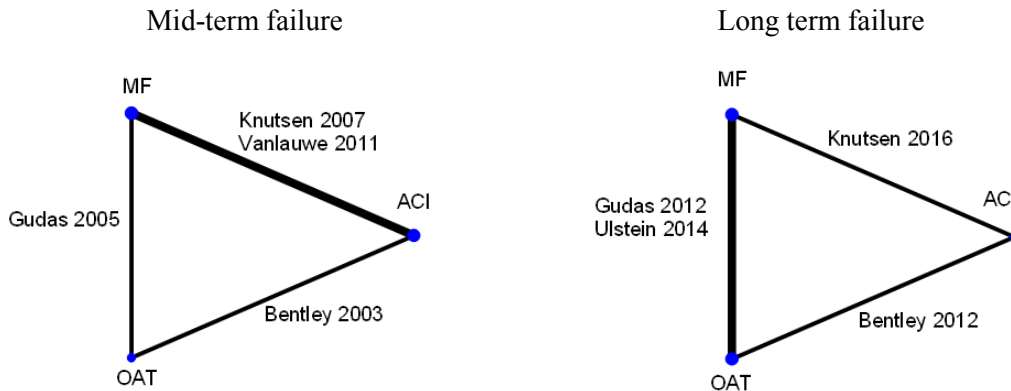 Mid-term failure
MF
Knutsen 2007
Vanlauwe 2011
ACI
Gudas 2005
Bentley 2003
OAT
Long term failure
MF
Knutsen 2016
AC
Gudas 2012
Ulstein 2014
Bentley 2012
OAT